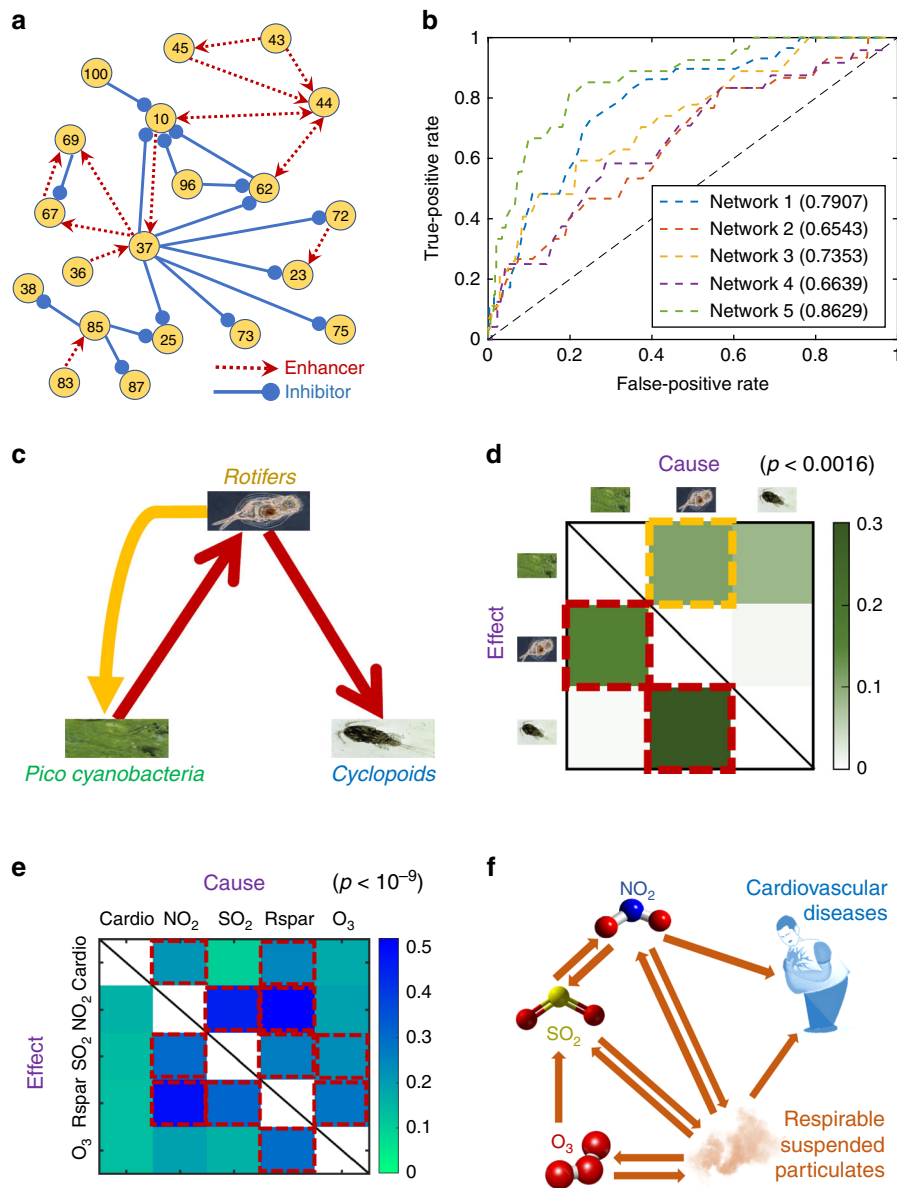 a
45
43
100
10
44
69
96
62
67
72
37
36
23
38
85
25
73
75
83
87
Enhancer
Inhibitor
b
True-positive rate
1
0.8
0.6
0.4
0.2
0
0
0.2
0.4
0.6
0.8
1
False-positive rate
Network 1 (0.7907)
Network 2 (0.6543)
Network 3 (0.7353)
Network 4 (0.6639)
Network 5 (0.8629)
c
Rotifers
Pico cyanobacteria
Cyclopoids
d
Cause
(p < 0.0016)
Effect
0.3
0.2
0.1
0
e
Cause
(p < 10⁻⁹)
Cardio NO₂ SO₂ Rspar O₃
Effect
Cardio
NO₂
SO₂
Rspar
O₃
0.5
0.4
0.3
0.2
0.1
0
f
NO₂
Cardiovascular
diseases
SO₂
O₃
Respirable
suspended
particulates